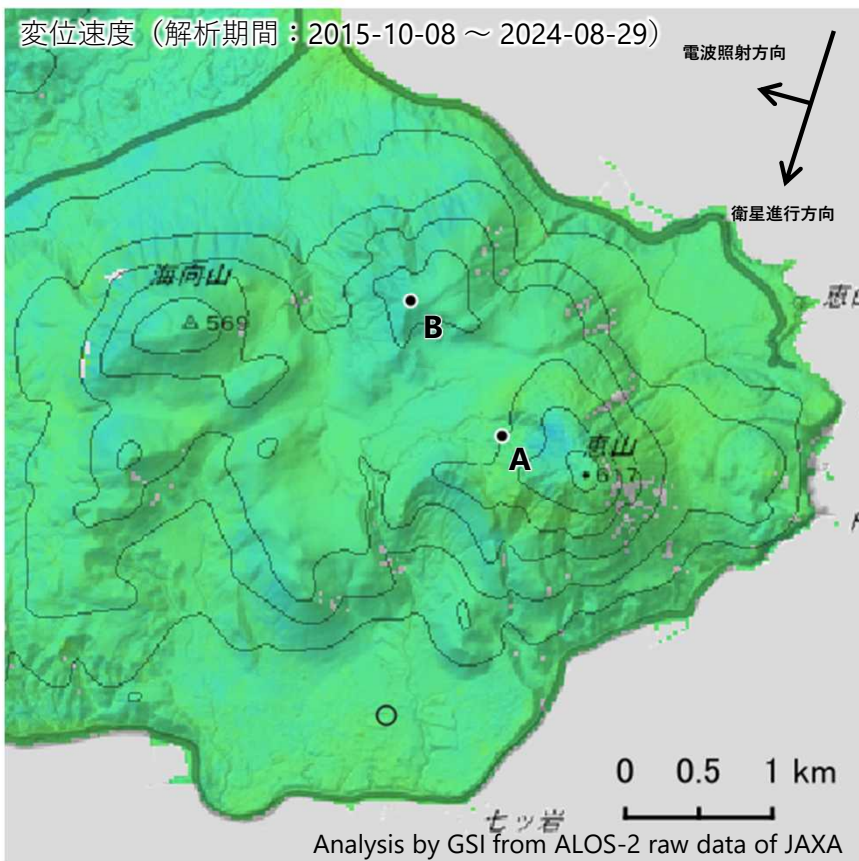 変位速度（解析期間：2015-10-08 ～ 2024-08-29）
電波照射方向
衛星進行方向
海向山
569
B
恵山
A
617
0 0.5 1 km
七ッ岩
Analysis by GSI from ALOS-2 raw data of JAXA